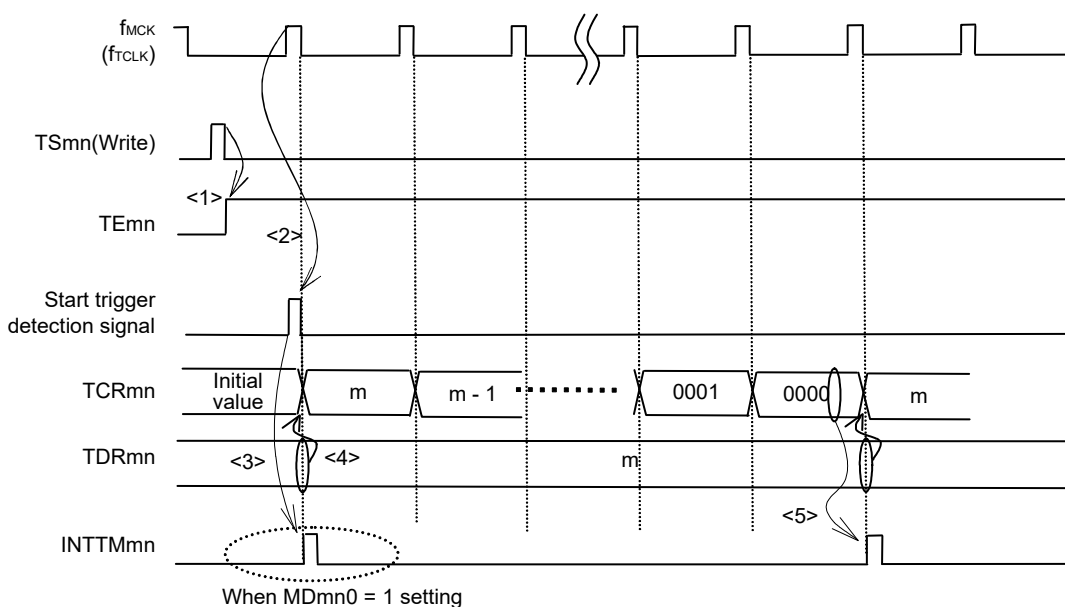 fMCK
(fTCLK)
TSmn(Write)
<1>
TEmn
<2>
Start trigger
detection signal
TCRmn
Initial
value
m
m - 1
0001
0000
m
TDRmn
<3>
<4>
m
<5>
INTTMmn
When MDmn0 = 1 setting